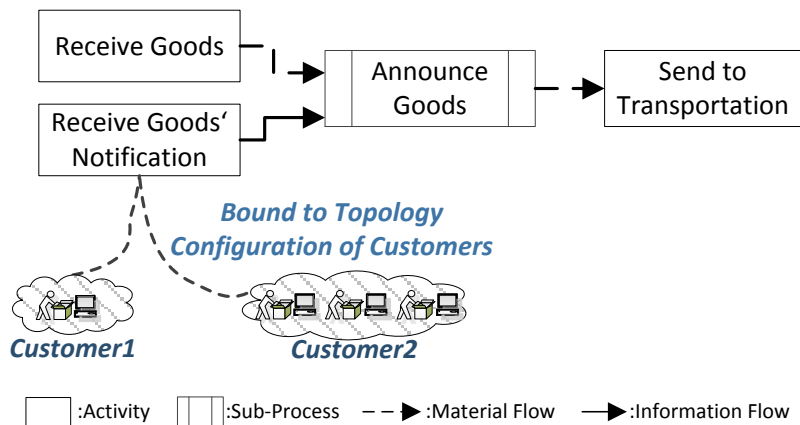 Receive Goods
Announce
Goods
Send to
Transportation
Receive Goods‘
Notification
Bound to Topology
Configuration of Customers
Customer1
Customer2
:Activity
:Sub-Process
:Material Flow
:Information Flow